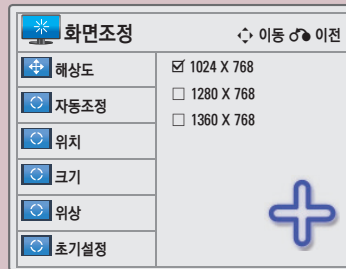 화면조정 이동 이전
해상도
자동조정
위치
크기
위상
초기설정
☑ 1024 X 768
☐ 1280 X 768
☐ 1360 X 768